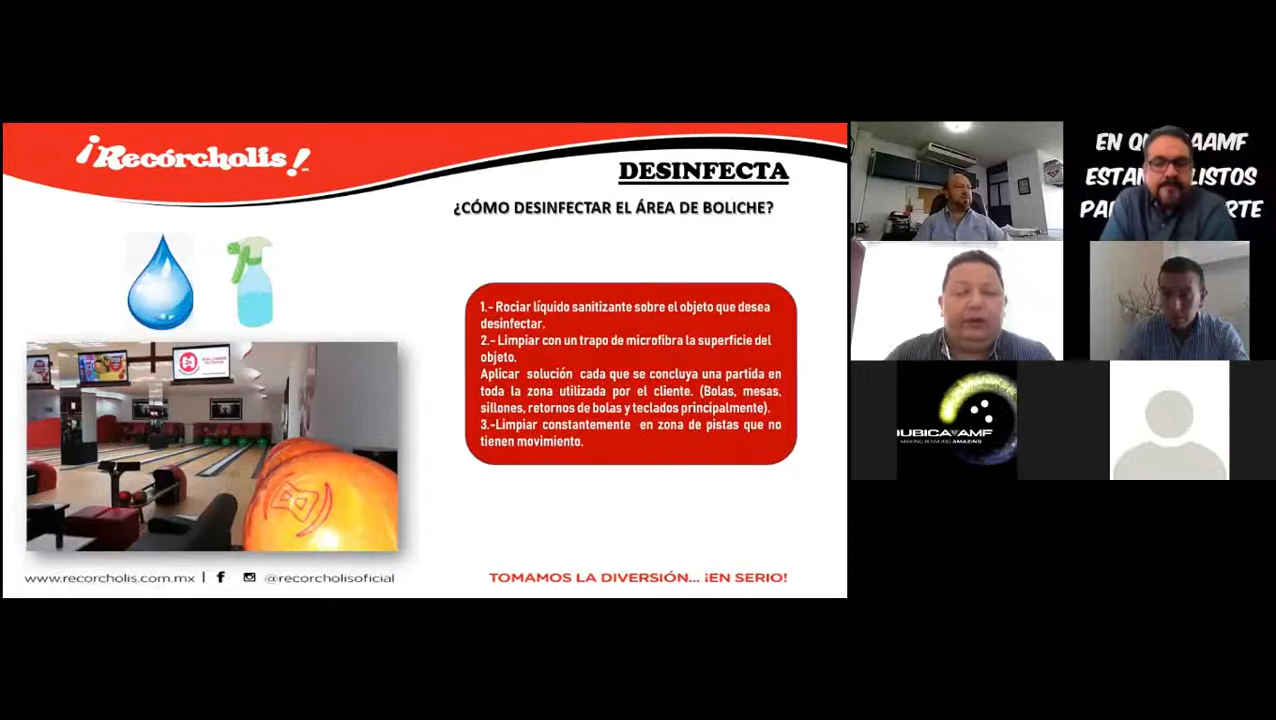 ¡Recórcholis!
DESINFECTA
¿CÓMO DESINFECTAR EL ÁREA DE BOLICHE?
1.- Rociar líquido sanitizante sobre el objeto que desea
desinfectar.
2.- Limpiar con un trapo de microfibra la superficie del
objeto.
Aplicar solución cada que se concluya una partida en
toda la zona utilizada por el cliente. (Bolas, mesas,
sillones, retornos de bolas y teclados principalmente).
3.-Limpiar constantemente en zona de pistas que no
tienen movimiento.
www.recorcholis.com.mx | f @recorcholisoficial
TOMAMOS LA DIVERSIÓN... ¡EN SERIO!
EN AAMF
LISTOS
UBICA AMF
MAKING BOWLING AMAZING